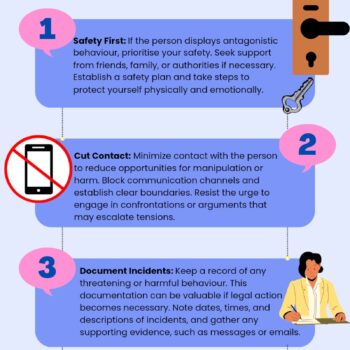 1
Safety First: If the person displays antagonistic
behaviour, prioritise your safety. Seek support
from friends, family, or authorities if necessary.
Establish a safety plan and take steps to
protect yourself physically and emotionally.
2
Cut Contact: Minimize contact with the person
to reduce opportunities for manipulation or
harm. Block communication channels and
establish clear boundaries. Resist the urge to
engage in confrontations or arguments that
may escalate tensions.
3
Document Incidents: Keep a record of any
threatening or harmful behaviour. This
documentation can be valuable if legal action
becomes necessary. Note dates, times, and
descriptions of incidents, and gather any
supporting evidence, such as messages or emails.